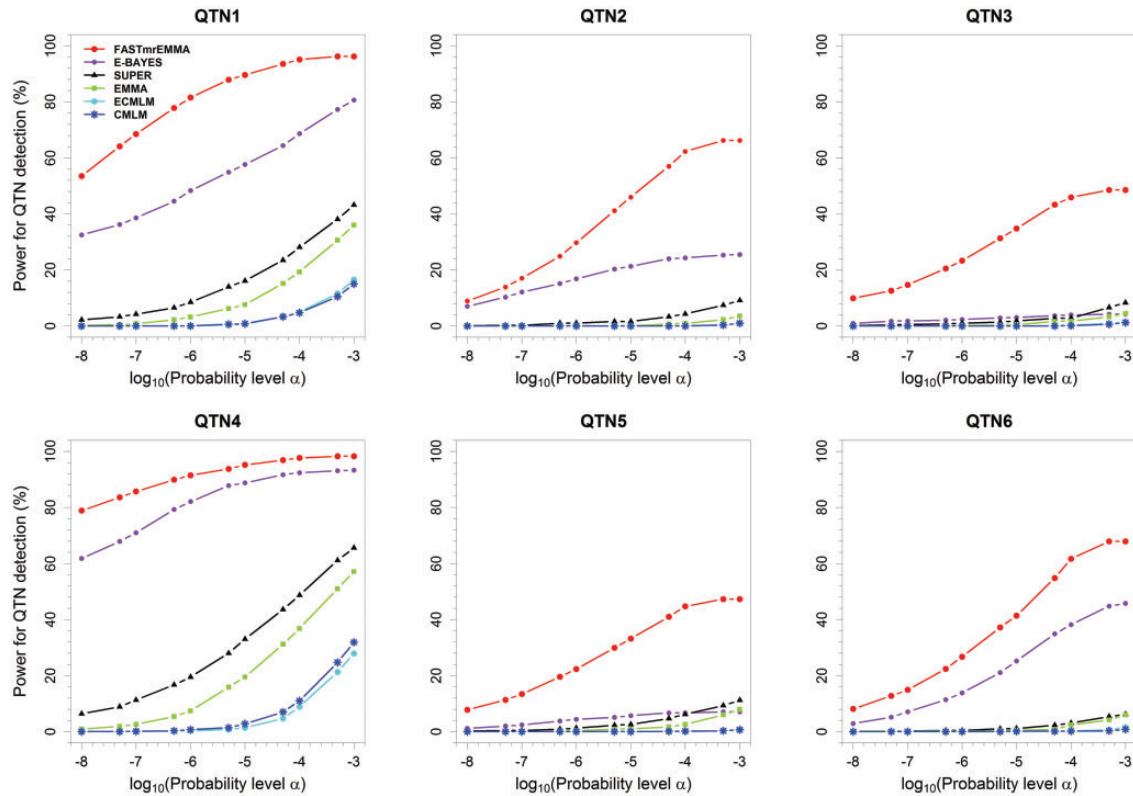 QTN1
QTN2
QTN3
FASTmrEMMA
E-BAYES
SUPER
EMMA
ECMLM
CMLM
Power for QTN detection (%)
0 20 40 60 80 100
0 20 40 60 80 100
0 20 40 60 80 100
-8 -7 -6 -5 -4 -3
-8 -7 -6 -5 -4 -3
-8 -7 -6 -5 -4 -3
log10(Probability level α)
log10(Probability level α)
log10(Probability level α)
QTN4
QTN5
QTN6
Power for QTN detection (%)
0 20 40 60 80 100
0 20 40 60 80 100
0 20 40 60 80 100
-8 -7 -6 -5 -4 -3
-8 -7 -6 -5 -4 -3
-8 -7 -6 -5 -4 -3
log10(Probability level α)
log10(Probability level α)
log10(Probability level α)